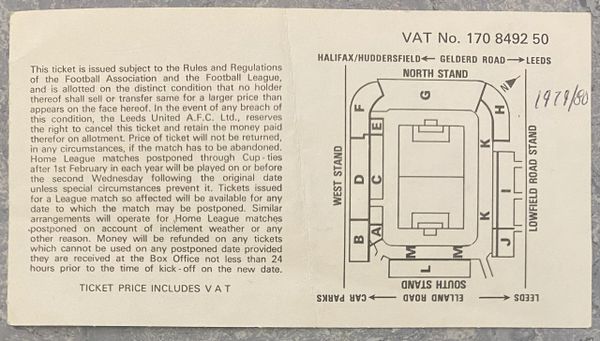 This ticket is issued subject to the Rules and Regulations
of the Football Association and the Football League,
and is allotted on the distinct condition that no holder
thereof shall sell or transfer same for a larger price than
appears on the face hereof. In the event of any breach of
this condition, the Leeds United A.F.C. Ltd., reserves
the right to cancel this ticket and retain the money paid
therefor on allotment. Price of ticket will not be returned,
in any circumstances, if the match has to be abandoned.
Home League matches postponed through Cup-ties
after 1st February in each year will be played on or before
the second Wednesday following the original date
unless special circumstances prevent it. Tickets issued
for a League match so affected will be available for any
date to which the may be postponed. Similar
arrangements will operate for Home League matches
postponed on account of inclement weather or any
other reason. Money will be refunded on any tickets
which cannot be used on any postponed date provided
they are received at the Box Office not less than 24
hours prior to the time of kick-off on the new date.
TICKET PRICE INCLUDES V A T
VAT No. 170 8492 50
HALIFAX/HUDDERSFIELD ← GELDERD ROAD → LEEDS
NORTH STAND
N
1979/80
F
G
H
E
K
WEST STAND
D
C
I
LOWFIELD ROAD STAND
K
B
A
M
M
J
L
SOUTH STAND
CAR PARKS ← ELLAND ROAD → LEEDS